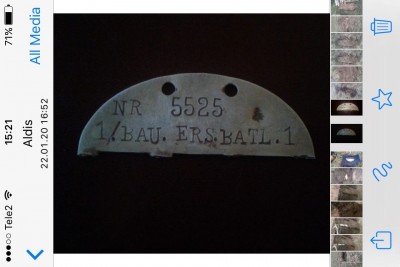 Tele2
15:21
71%
Aldis
22.01.20 16:52
All Media
NR 5525
1/BAU. ERS.BATL.1